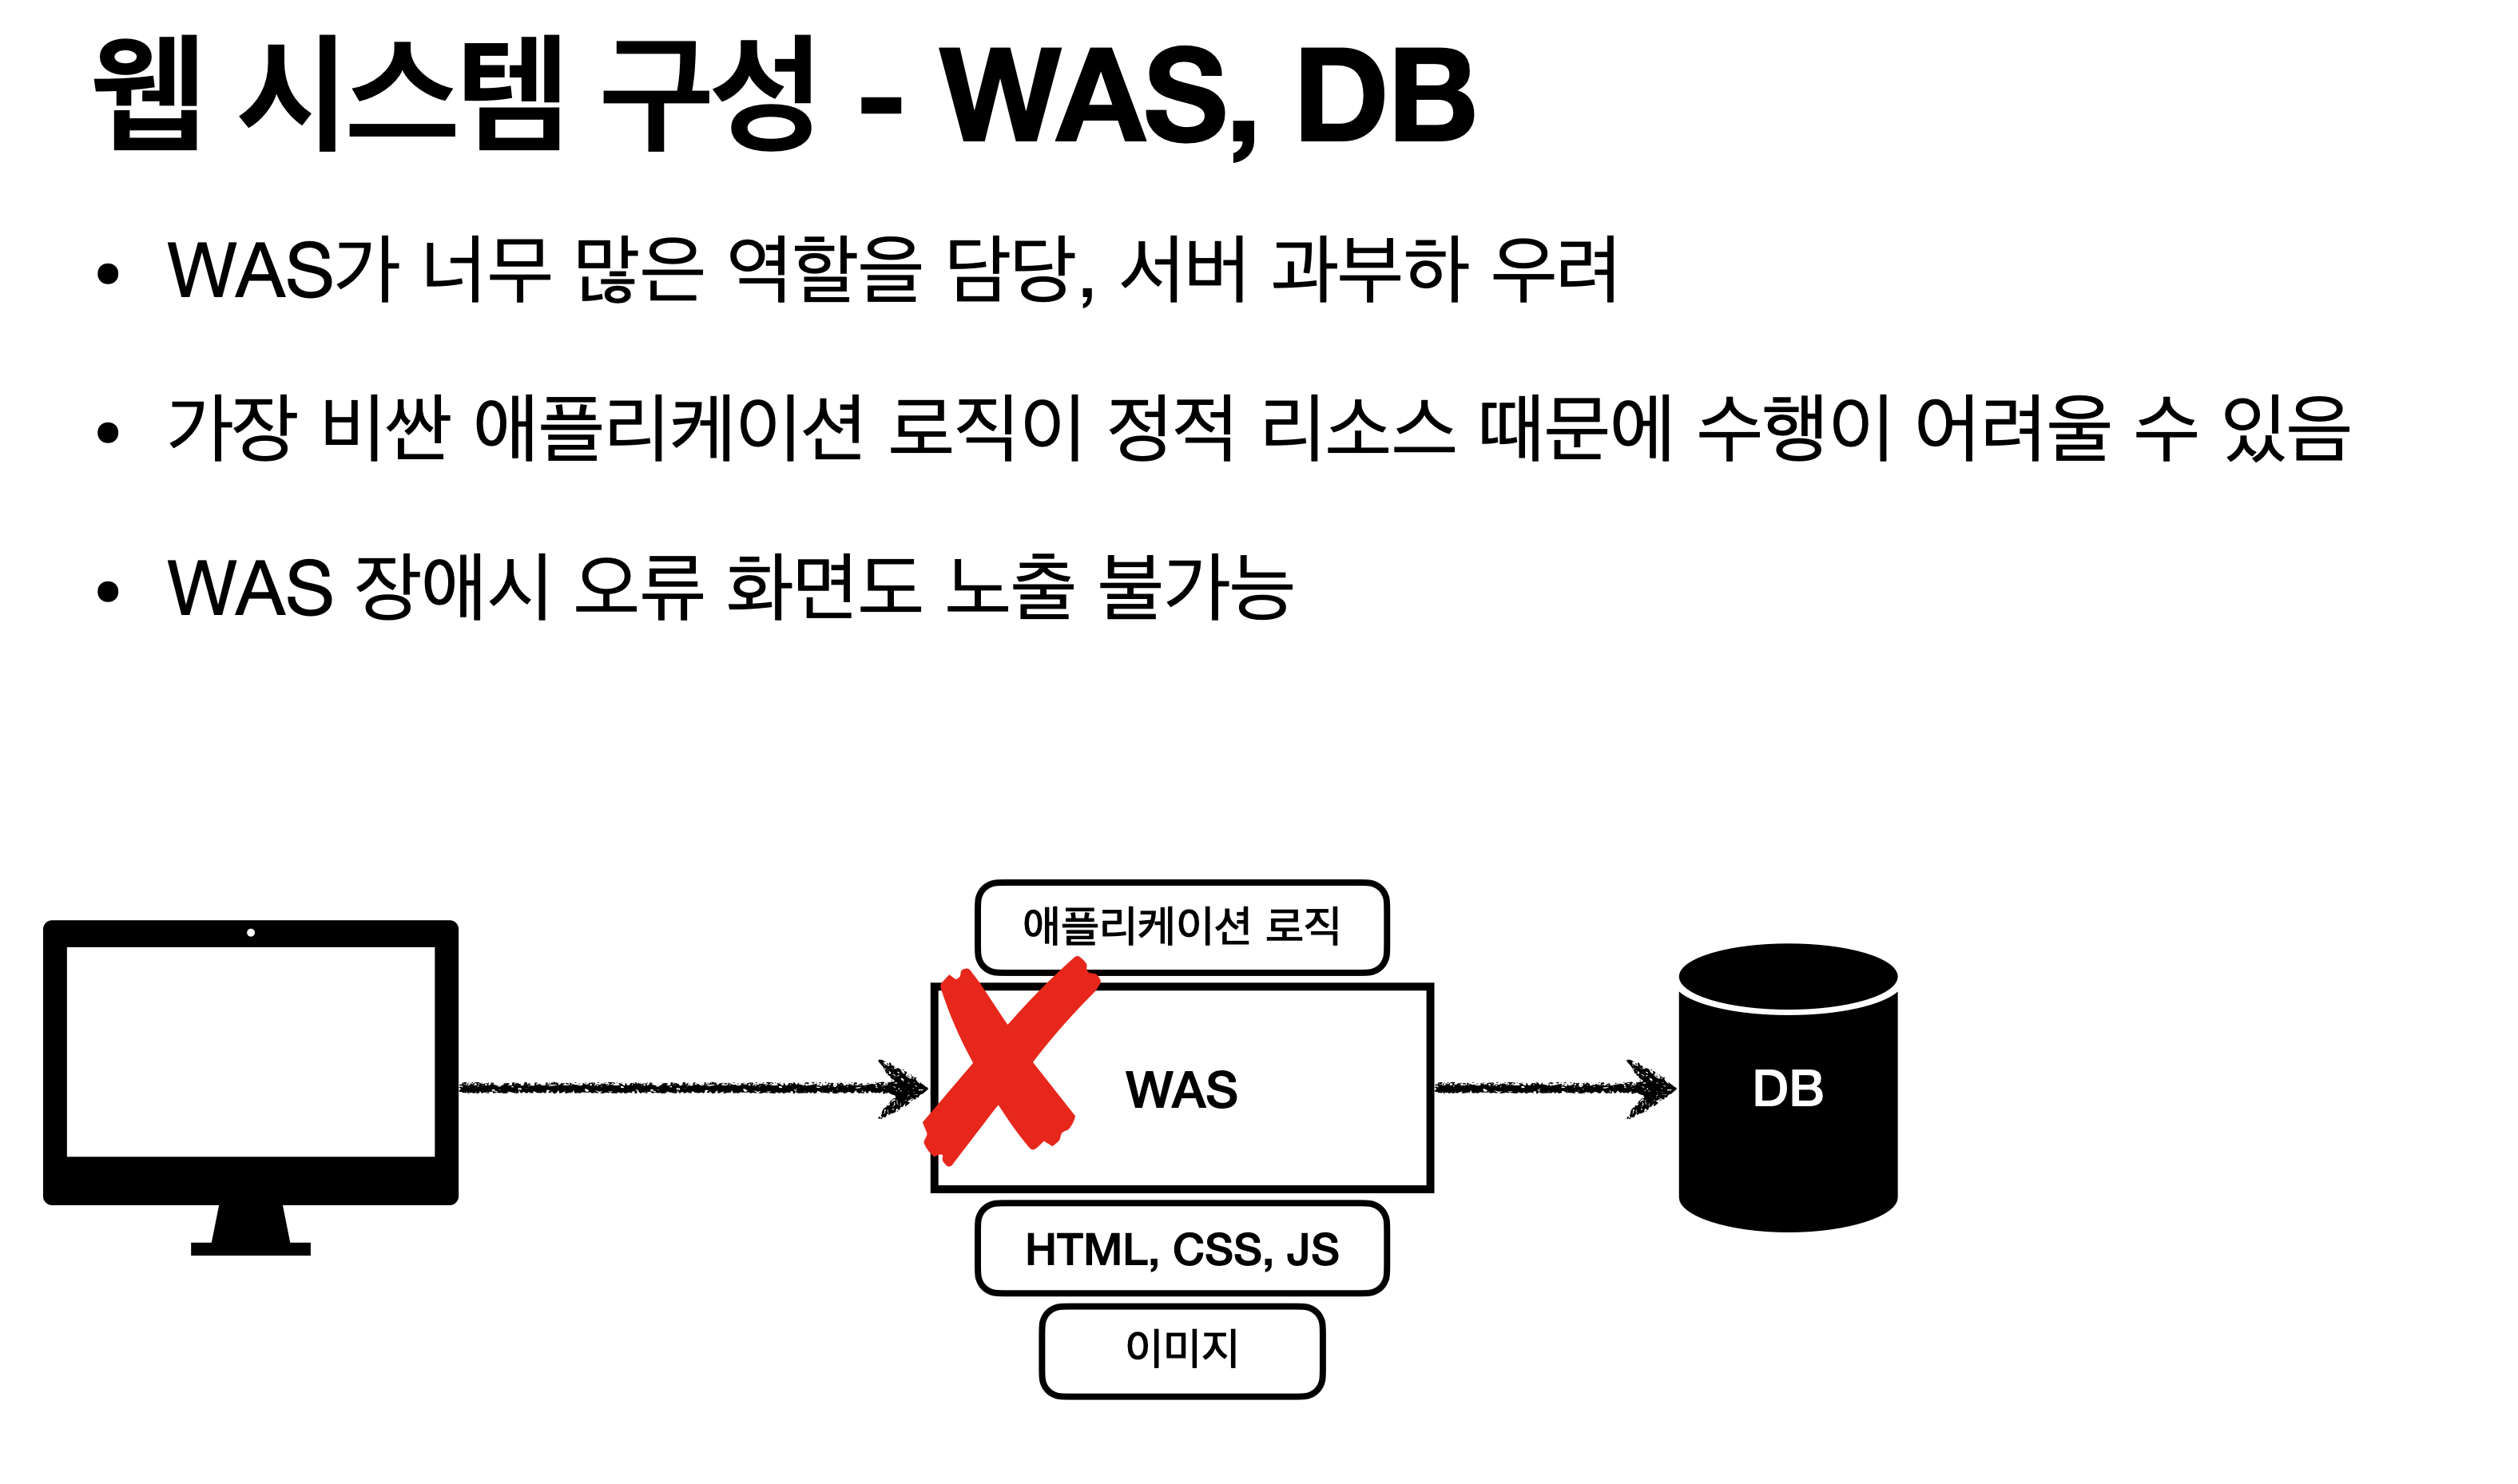 웹 시스템 구성 - WAS, DB
• WAS가 너무 많은 역할을 담당, 서버 과부하 우려
• 가장 비싼 애플리케이션 로직이 정적 리소스 때문에 수행이 어려울 수 있음
• WAS 장애시 오류 화면도 노출 불가능
애플리케이션 로직
WAS
DB
HTML, CSS, JS
이미지